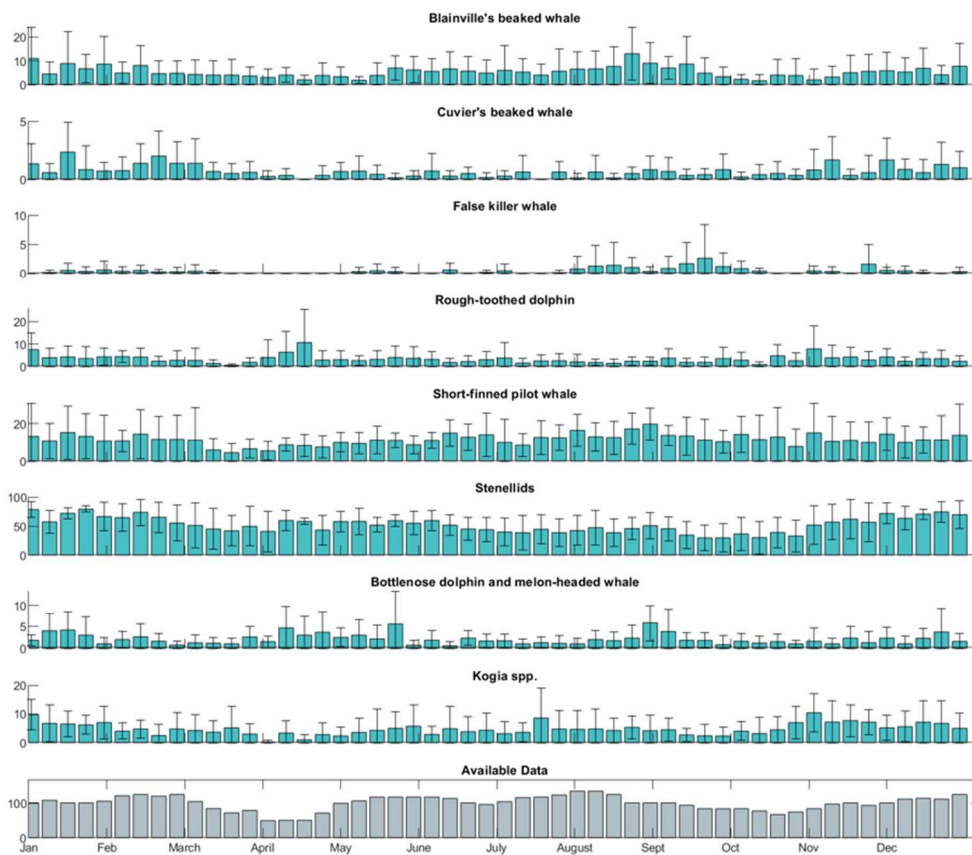 Blainville's beaked whale
20
10
0
Cuvier's beaked whale
5
0
False killer whale
10
5
0
Rough-toothed dolphin
20
10
0
Short-finned pilot whale
20
0
Stenellids
100
50
0
Bottlenose dolphin and melon-headed whale
10
5
0
Kogia spp.
20
10
0
Available Data
100
0
Jan Feb March April May June July August Sept Oct Nov Dec